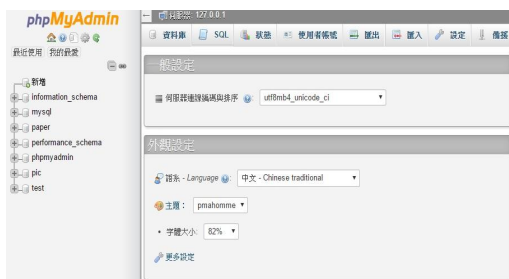 phpMyAdmin
最近使用 我的最愛
新增
information_schema
mysql
paper
performance_schema
phpmyadmin
pic
test
伺服器: 127.0.0.1
資料庫 SQL 狀態 使用者帳號 匯出 匯入 設定
一般設定
伺服器連線編碼與排序 utf8mb4_unicode_ci
外觀設定
語系 - Language 中文 - Chinese traditional
主題： pmahomme
• 字體大小: 82%
更多設定